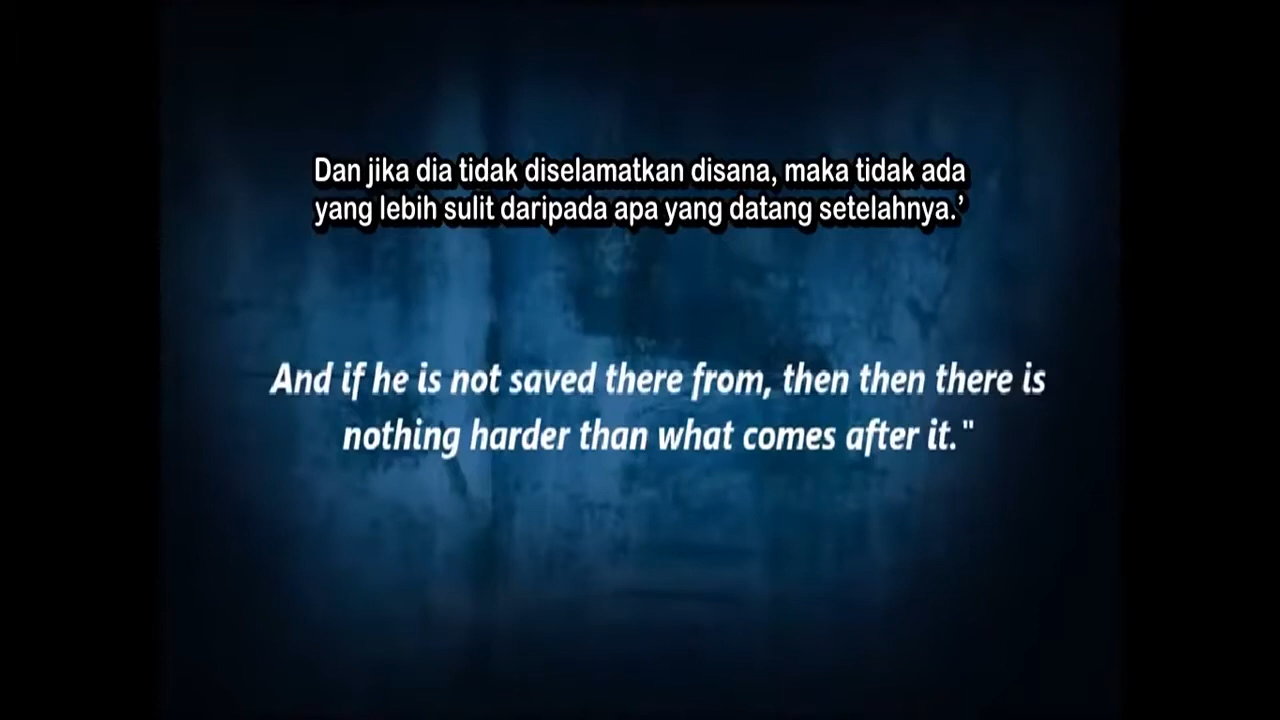 Dan jika dia tidak diselamatkan disana, maka tidak ada
yang lebih sulit daripada apa yang datang setelahnya.’
And if he is not saved there from, then then there is
nothing harder than what comes after it."